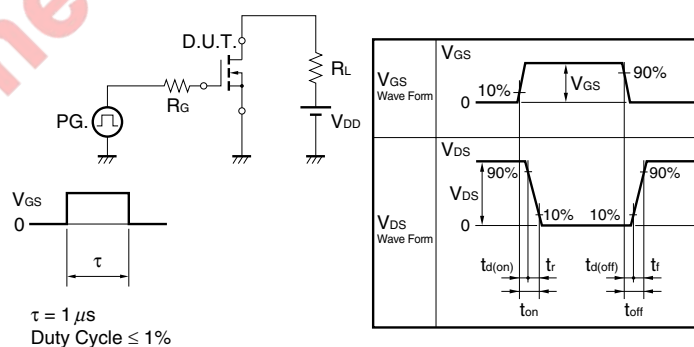 D.U.T.
RL
RG
PG.
VDD
VGS
0
τ
τ = 1 μs
Duty Cycle ≤ 1%
VGS
Wave Form
VGS
10%
0
VGS
90%
VDS
Wave Form
VDS
90%
VDS
0
10%
10%
90%
td(on)
tr
td(off)
tf
ton
toff